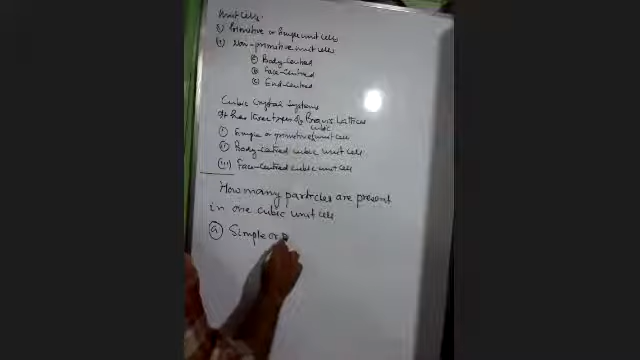 Unit Cells.
(i) Primitive or Simple unit cells
(ii) Non-primitive unit cells
(a) Body-Centred
(b) Face-Centred
(c) End-Centred
Cubic Crystal Systems
It has three types of Bravis Lattices
cubic
(i) Simple or primitive unit cell
(ii) Body-Centred cubic unit cell
(iii) Face-Centred cubic unit cell
How many particles are present
in one cubic unit cell
(a) Simple or